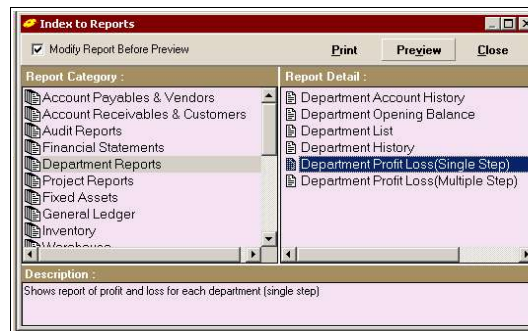 Index to Reports
Modify Report Before Preview
Print Preview Close
Report Category :
Account Payables & Vendors
Account Receivables & Customers
Audit Reports
Financial Statements
Department Reports
Project Reports
Fixed Assets
General Ledger
Inventory
Warehouse
Report Detail :
Department Account History
Department Opening Balance
Department List
Department History
Department Profit Loss(Single Step)
Department Profit Loss(Multiple Step)
Description :
Shows report of profit and loss for each department (single step)